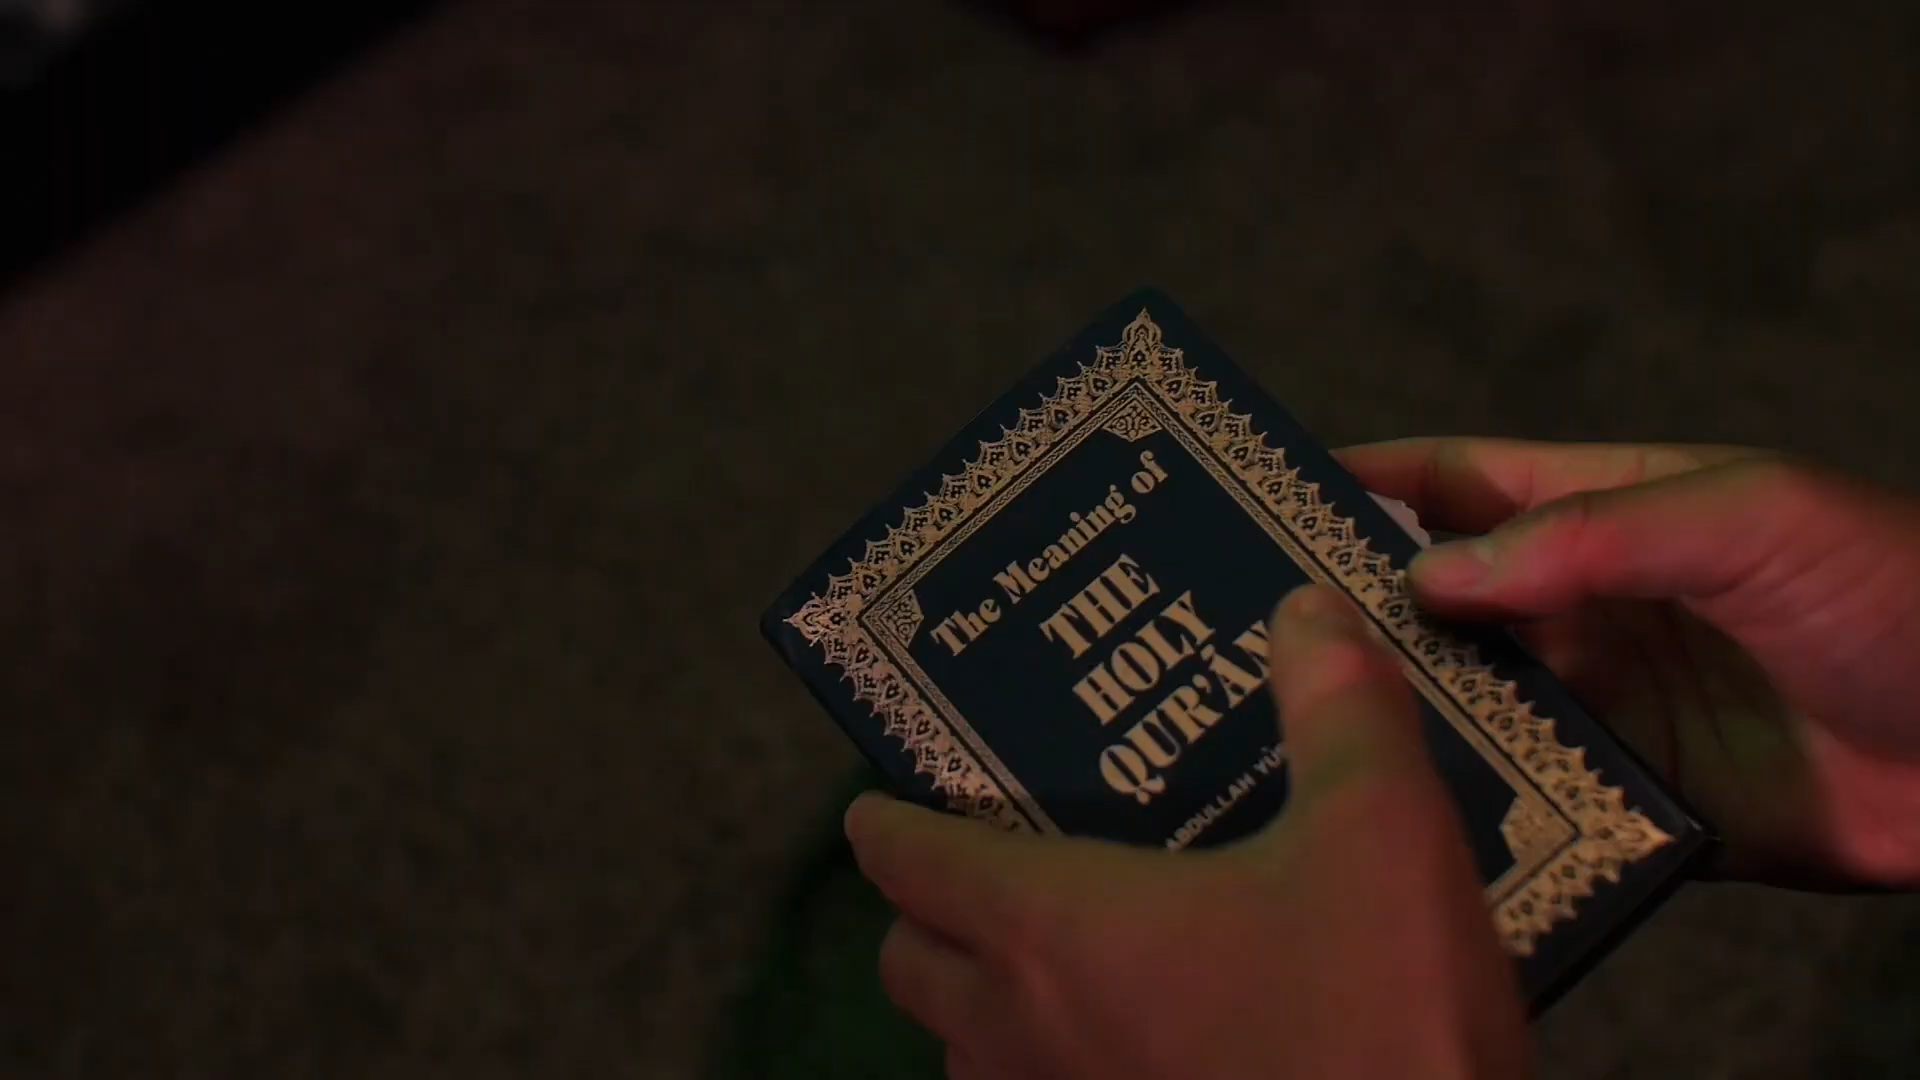 The Meaning of
THE
HOLY
QUR'ĀN
ABDULLAH